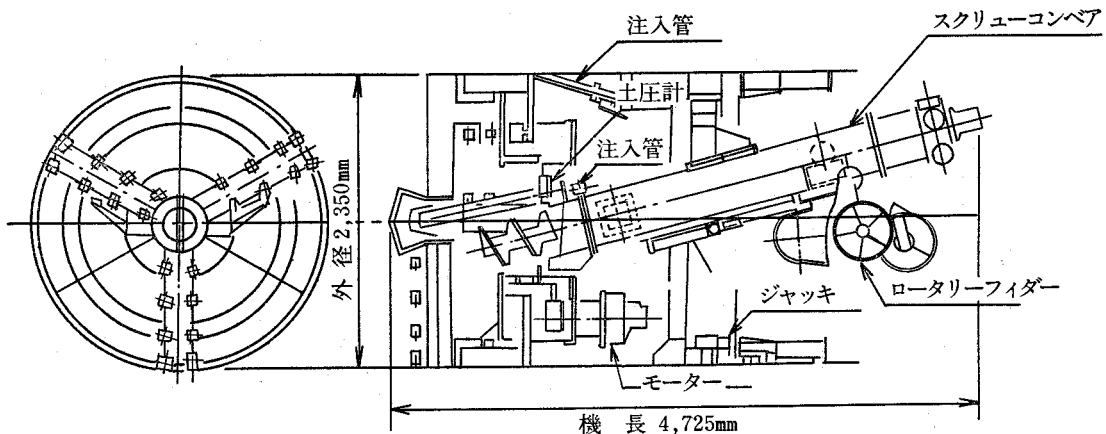 注入管
スクリューコンベア
土圧計
注入管
外径2,350mm
ロータリーフィダー
ジャッキ
モーター
機 長 4,725mm